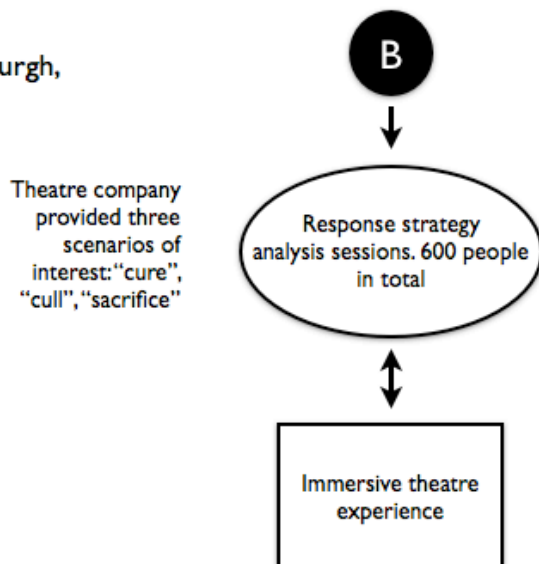 urgh,
B
Theatre company
provided three
scenarios of
interest:“cure”,
“cull”,“sacrifice”
Response strategy
analysis sessions. 600 people
in total
Immersive theatre
experience